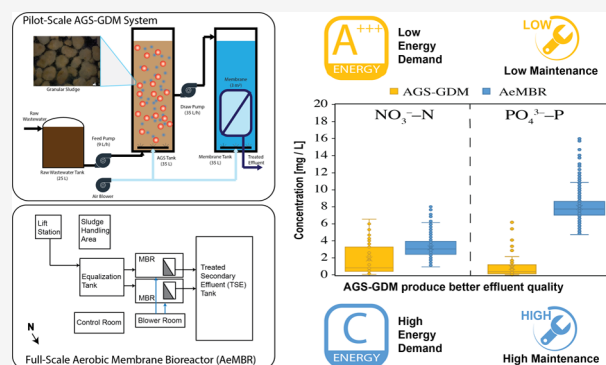 Pilot-Scale AGS-GDM System
Granular Sludge
Raw
Wastewater
Raw Wastewater Tank
(25 L)
Feed Pump
(9 L/h)
Air Blower
AGS Tank
(35 L)
Draw Pump
(35 L/h)
Membrane
Membrane Tank
(35 L)
Treated
Effluent
Lift
Station
Sludge
Handing
Area
Equalization
Tank
MBR
MBR
Treated
Secondary
Effluent (TSE)
Tank
Control Room
Blower Room
N
Full-Scale Aerobic Membrane Bioreactor (AeMBR)
A+++
ENERGY
Low
Energy
Demand
LOW
Low Maintenance
AGS-GDM
AeMBR
Concentration [mg / L]
20
18
16
14
12
10
8
6
4
2
0
NO₃⁻–N
PO₄³⁻–P
AGS-GDM produce better effluent quality
C
ENERGY
High
Energy
Demand
HIGH
High Maintenance